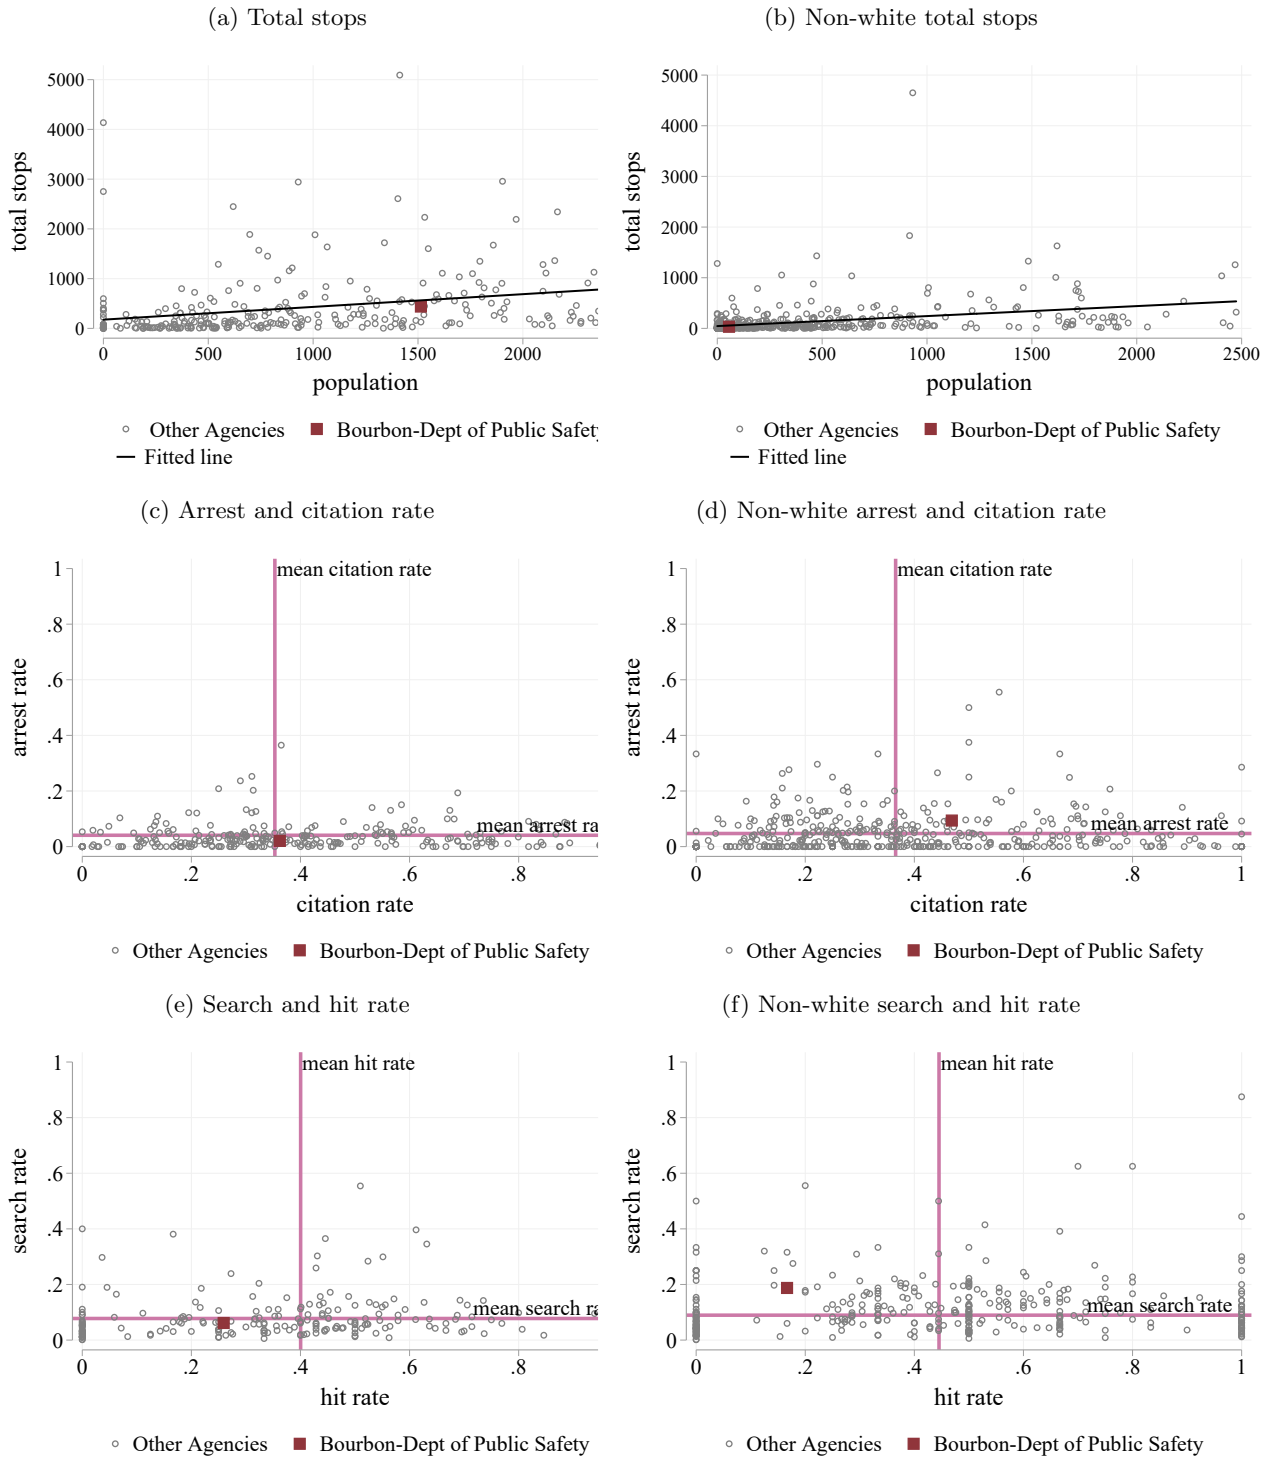 (a) Total stops
(b) Non-white total stops
5000
4000
3000
2000
1000
0
total stops
0 500 1000 1500 2000
population
Other Agencies Bourbon-Dept of Public Safety
Fitted line
5000
4000
3000
2000
1000
0
total stops
0 500 1000 1500 2000 2500
population
Other Agencies Bourbon-Dept of Public Safety
Fitted line
(c) Arrest and citation rate
(d) Non-white arrest and citation rate
1
.8
.6
.4
.2
0
arrest rate
mean citation rate
mean arrest ra
0 .2 .4 .6 .8
citation rate
Other Agencies Bourbon-Dept of Public Safety
1
.8
.6
.4
.2
0
arrest rate
mean citation rate
mean arrest rate
0 .2 .4 .6 .8 1
citation rate
Other Agencies Bourbon-Dept of Public Safety
(e) Search and hit rate
(f) Non-white search and hit rate
1
.8
.6
.4
.2
0
search rate
mean hit rate
mean search ra
0 .2 .4 .6 .8
hit rate
Other Agencies Bourbon-Dept of Public Safety
1
.8
.6
.4
.2
0
search rate
mean hit rate
mean search rate
0 .2 .4 .6 .8 1
hit rate
Other Agencies Bourbon-Dept of Public Safety